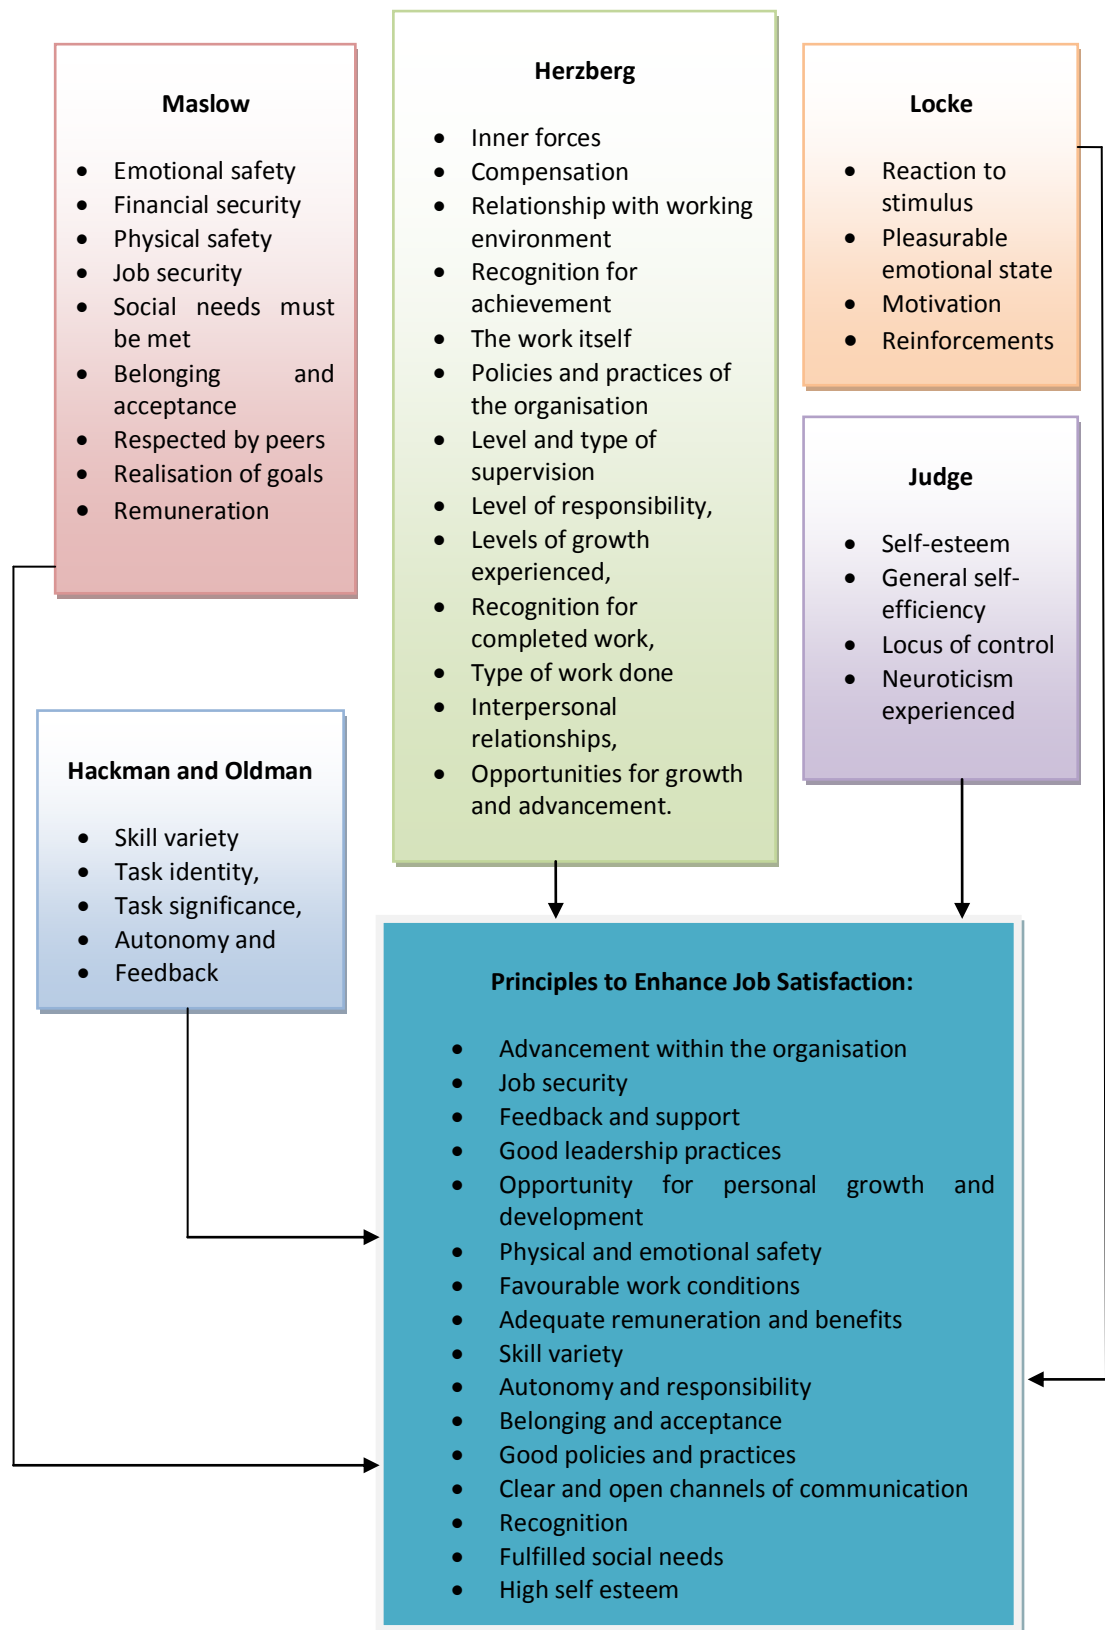 Maslow
• Emotional safety
• Financial security
• Physical safety
• Job security
• Social needs must
be met
• Belonging and
acceptance
• Respected by peers
• Realisation of goals
• Remuneration
Herzberg
• Inner forces
• Compensation
• Relationship with working
environment
• Recognition for
achievement
• The work itself
• Policies and practices of
the organisation
• Level and type of
supervision
• Level of responsibility,
• Levels of growth
experienced,
• Recognition for
completed work,
• Type of work done
• Interpersonal
relationships,
• Opportunities for growth
and advancement.
Locke
• Reaction to
stimulus
• Pleasurable
emotional state
• Motivation
• Reinforcements
Judge
• Self-esteem
• General self-
efficiency
• Locus of control
• Neuroticism
experienced
Hackman and Oldman
• Skill variety
• Task identity,
• Task significance,
• Autonomy and
• Feedback
Principles to Enhance Job Satisfaction:
• Advancement within the organisation
• Job security
• Feedback and support
• Good leadership practices
• Opportunity for personal growth and
development
• Physical and emotional safety
• Favourable work conditions
• Adequate remuneration and benefits
• Skill variety
• Autonomy and responsibility
• Belonging and acceptance
• Good policies and practices
• Clear and open channels of communication
• Recognition
• Fulfilled social needs
• High self esteem